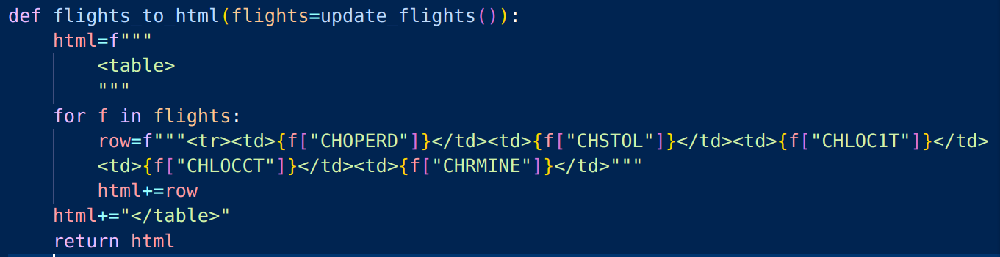 def flights_to_html(flights=update_flights()):
    html=f"""
        <table>
        """
    for f in flights:
        row=f"""<tr><td>{f["CHOPERD"]}</td><td>{f["CHSTOL"]}</td><td>{f["CHLOC1T"]}</td>
        <td>{f["CHLOCCT"]}</td><td>{f["CHRMINE"]}</td>"""
        html+=row
    html+="</table>"
    return html